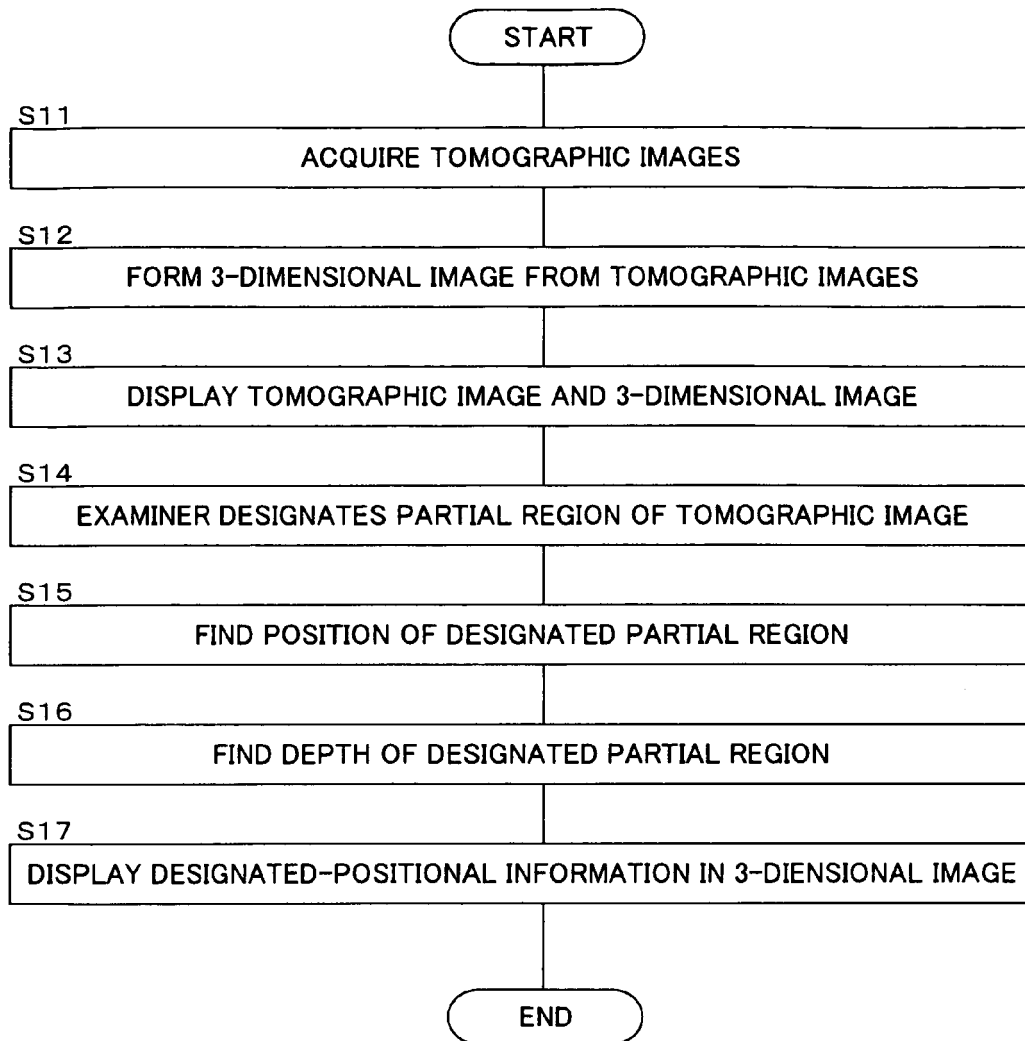 START
S11
ACQUIRE TOMOGRAPHIC IMAGES
S12
FORM 3-DIMENSIONAL IMAGE FROM TOMOGRAPHIC IMAGES
S13
DISPLAY TOMOGRAPHIC IMAGE AND 3-DIMENSIONAL IMAGE
S14
EXAMINER DESIGNATES PARTIAL REGION OF TOMOGRAPHIC IMAGE
S15
FIND POSITION OF DESIGNATED PARTIAL REGION
S16
FIND DEPTH OF DESIGNATED PARTIAL REGION
S17
DISPLAY DESIGNATED-POSITIONAL INFORMATION IN 3-DIENSIONAL IMAGE
END